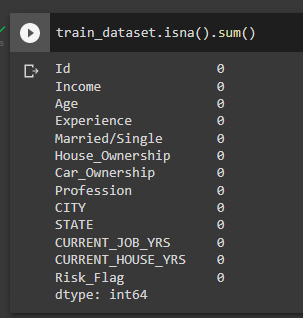 train_dataset.isna().sum()
Id 0
Income 0
Age 0
Experience 0
Married/Single 0
House_Ownership 0
Car_Ownership 0
Profession 0
CITY 0
STATE 0
CURRENT_JOB_YRS 0
CURRENT_HOUSE_YRS 0
Risk_Flag 0
dtype: int64